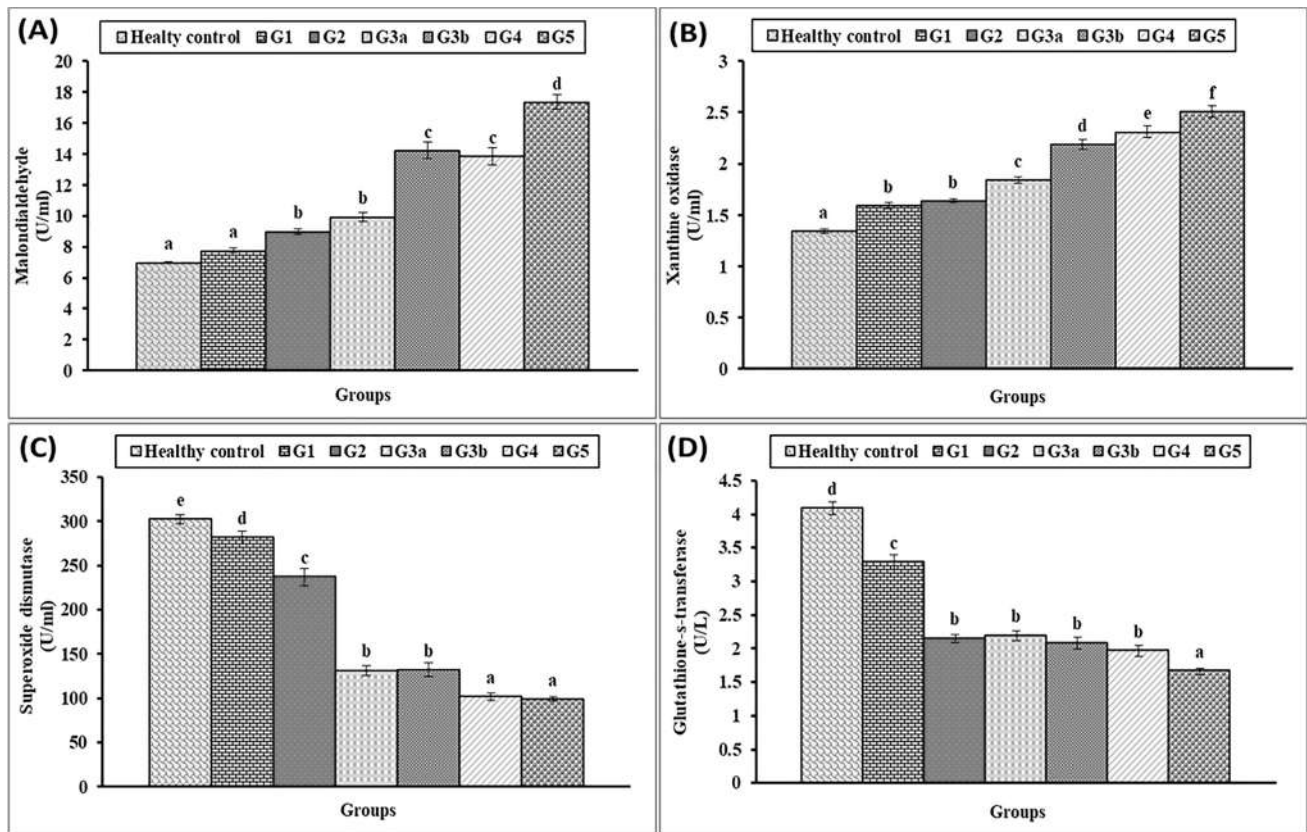 (A)
Healty control G1 G2 G3a G3b G4 G5
Malondialdehyde
(U/ml)
20
18
16
14
12
10
8
6
4
2
0
a a b b c c d
Groups
(B)
Healthy control G1 G2 G3a G3b G4 G5
Xanthine oxidase
(U/ml)
3
2.5
2
1.5
1
0.5
0
a b b c d e f
Groups
(C)
Healthy control G1 G2 G3a G3b G4 G5
Superoxide dismutase
(U/ml)
350
300
250
200
150
100
50
0
e d c b b a a
Groups
(D)
Healthy control G1 G2 G3a G3b G4 G5
Glutathione-s-transferase
(U/L)
4.5
4
3.5
3
2.5
2
1.5
1
0.5
0
d c b b b b a
Groups